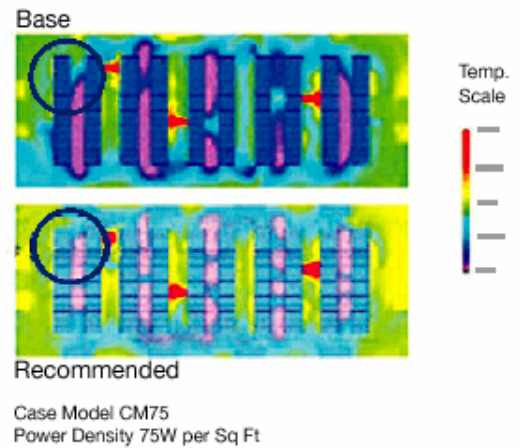 Base
Temp.
Scale
Recommended
Case Model CM75
Power Density 75W per Sq Ft